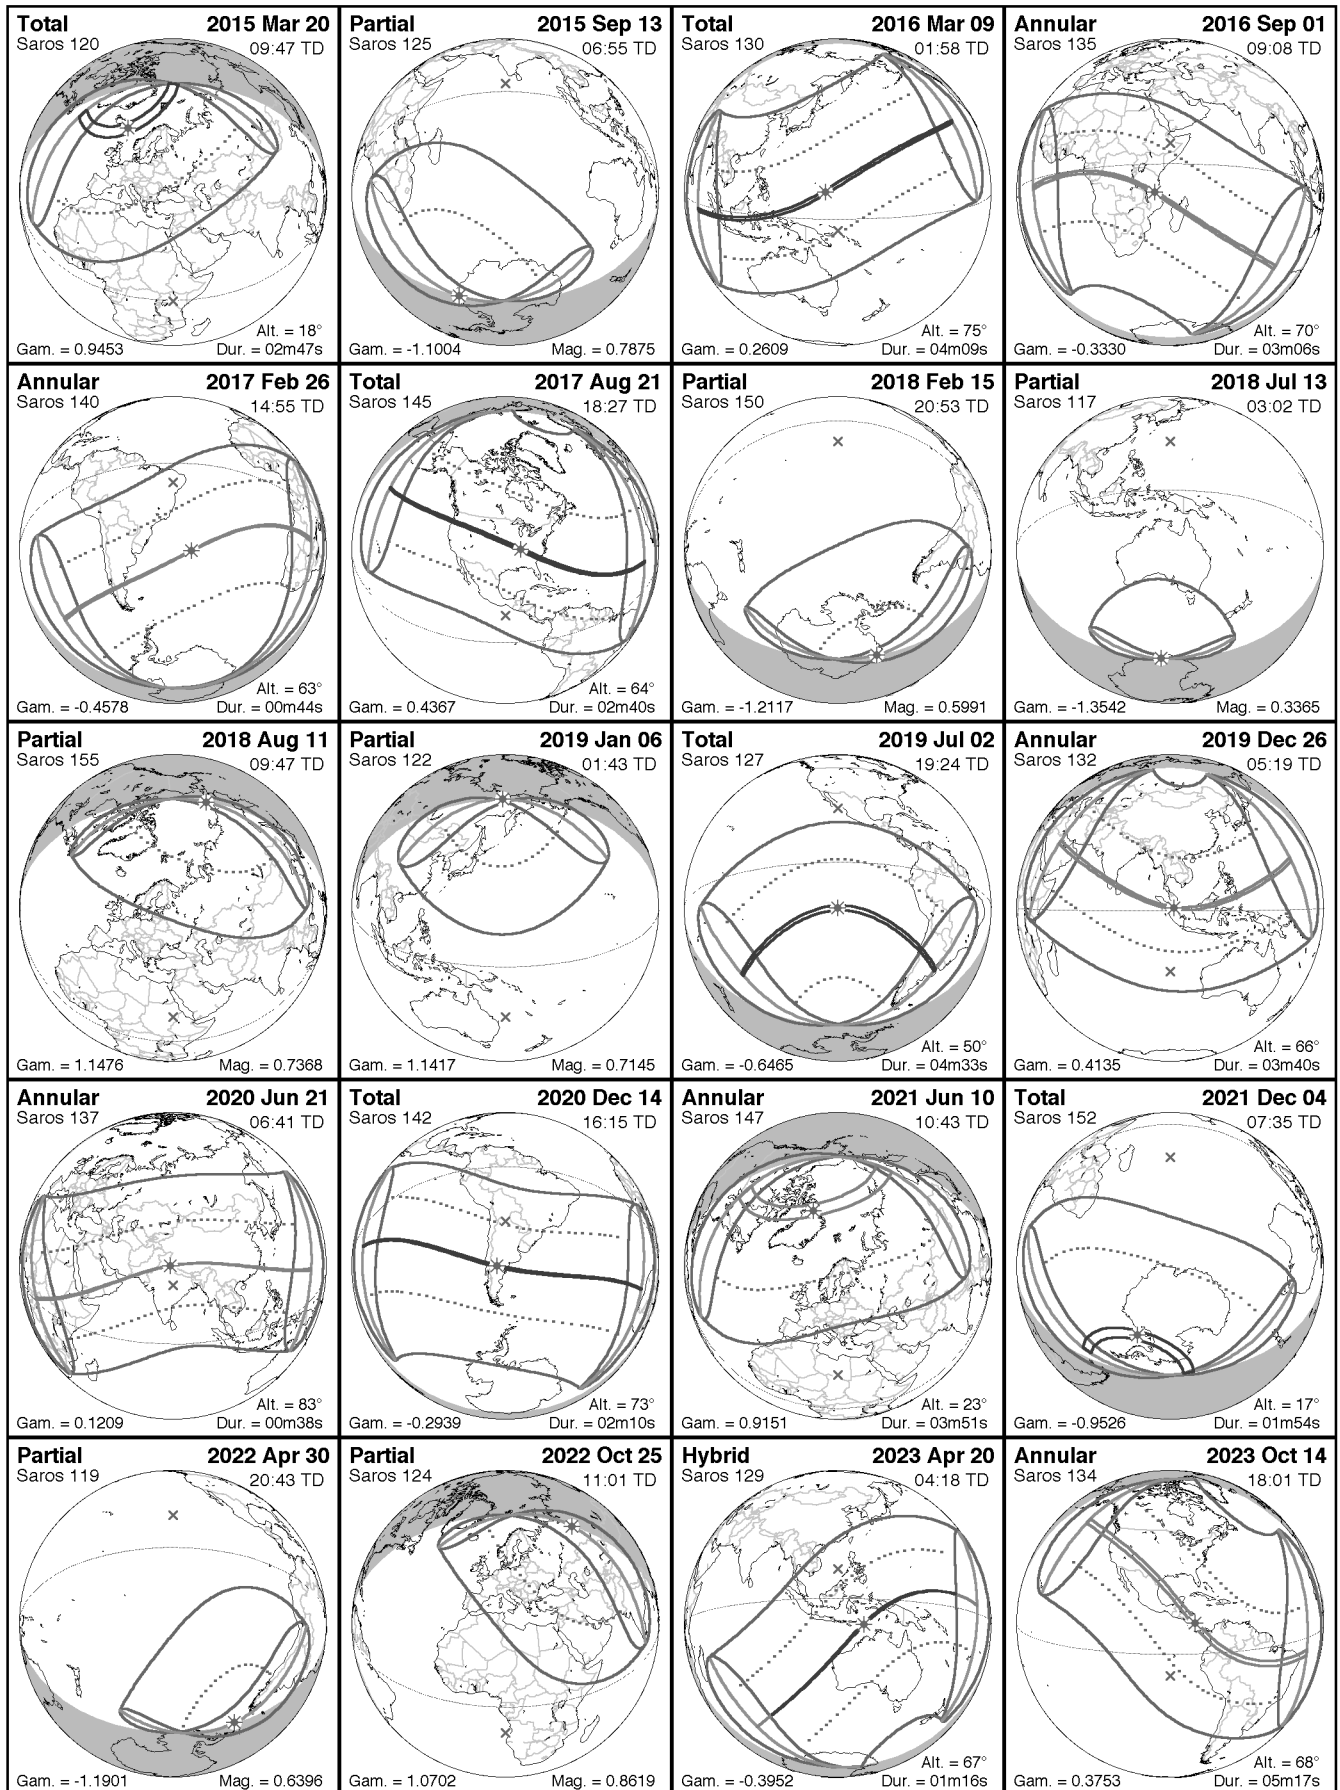 Total 2015 Mar 20
Saros 120 09:47 TD
Alt. = 18°
Gam. = 0.9453 Dur. = 02m47s
Partial 2015 Sep 13
Saros 125 06:55 TD
Gam. = -1.1004 Mag. = 0.7875
Total 2016 Mar 09
Saros 130 01:58 TD
Alt. = 75°
Gam. = 0.2609 Dur. = 04m09s
Annular 2016 Sep 01
Saros 135 09:08 TD
Alt. = 70°
Gam. = -0.3330 Dur. = 03m06s
Annular 2017 Feb 26
Saros 140 14:55 TD
Alt. = 63°
Gam. = -0.4578 Dur. = 00m44s
Total 2017 Aug 21
Saros 145 18:27 TD
Alt. = 64°
Gam. = 0.4367 Dur. = 02m40s
Partial 2018 Feb 15
Saros 150 20:53 TD
Gam. = -1.2117 Mag. = 0.5991
Partial 2018 Jul 13
Saros 117 03:02 TD
Gam. = -1.3542 Mag. = 0.3365
Partial 2018 Aug 11
Saros 155 09:47 TD
Gam. = 1.1476 Mag. = 0.7368
Partial 2019 Jan 06
Saros 122 01:43 TD
Gam. = 1.1417 Mag. = 0.7145
Total 2019 Jul 02
Saros 127 19:24 TD
Alt. = 50°
Gam. = -0.6465 Dur. = 04m33s
Annular 2019 Dec 26
Saros 132 05:19 TD
Alt. = 66°
Gam. = 0.4135 Dur. = 03m40s
Annular 2020 Jun 21
Saros 137 06:41 TD
Alt. = 83°
Gam. = 0.1209 Dur. = 00m38s
Total 2020 Dec 14
Saros 142 16:15 TD
Alt. = 73°
Gam. = -0.2939 Dur. = 02m10s
Annular 2021 Jun 10
Saros 147 10:43 TD
Alt. = 23°
Gam. = 0.9151 Dur. = 03m51s
Total 2021 Dec 04
Saros 152 07:35 TD
Alt. = 17°
Gam. = -0.9526 Dur. = 01m54s
Partial 2022 Apr 30
Saros 119 20:43 TD
Gam. = -1.1901 Mag. = 0.6396
Partial 2022 Oct 25
Saros 124 11:01 TD
Gam. = 1.0702 Mag. = 0.8619
Hybrid 2023 Apr 20
Saros 129 04:18 TD
Alt. = 67°
Gam. = -0.3952 Dur. = 01m16s
Annular 2023 Oct 14
Saros 134 18:01 TD
Alt. = 68°
Gam. = 0.3753 Dur. = 05m17s